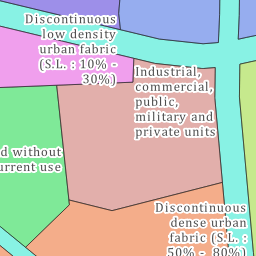 Discontinuous
low density
urban fabric
(S.L. : 10% -
30%)
Industrial,
commercial,
public,
military and
private units
d without
urrent use
Discontinuous
dense urban
fabric (S.L. :
50% - 80%)